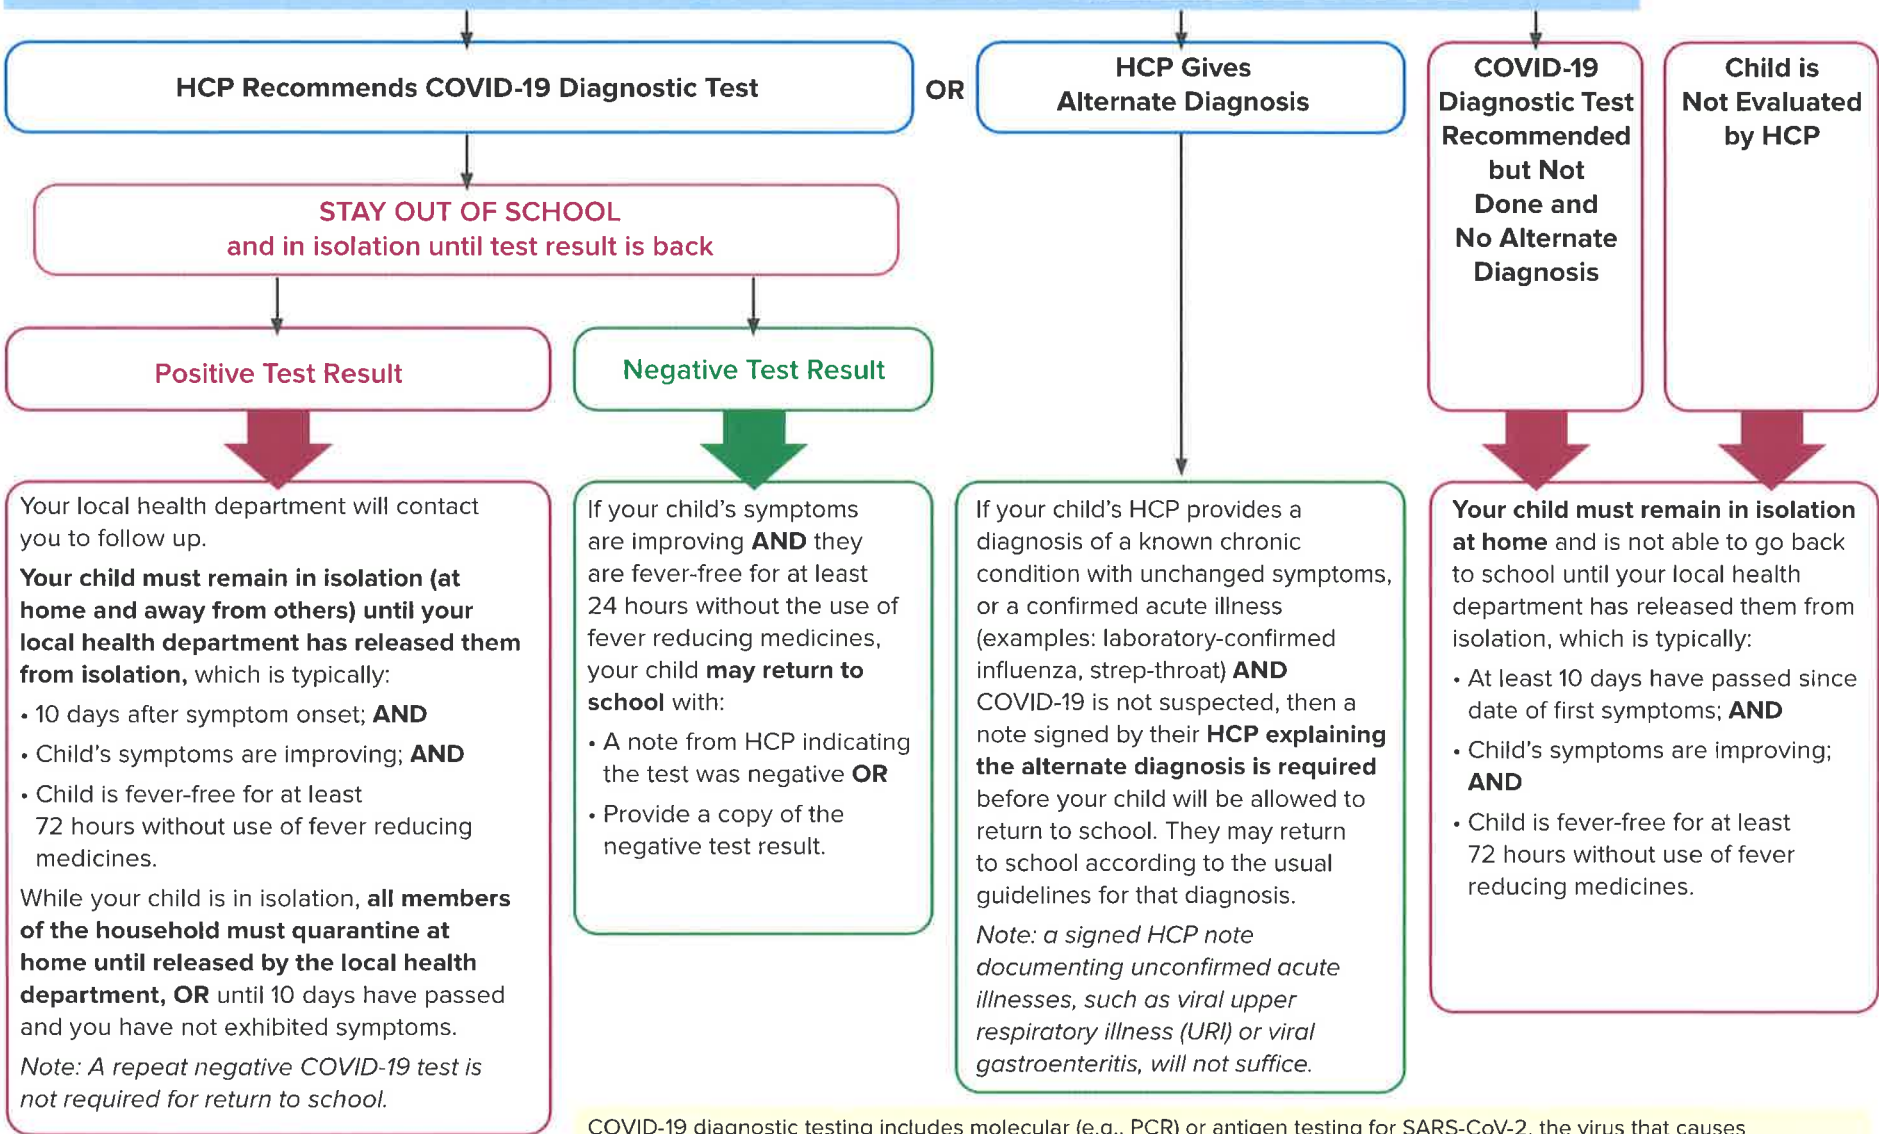 HCP Recommends COVID-19 Diagnostic Test
OR
HCP Gives
Alternate Diagnosis
COVID-19
Diagnostic Test
Recommended
but Not
Done and
No Alternate
Diagnosis
Child is
Not Evaluated
by HCP
STAY OUT OF SCHOOL
and in isolation until test result is back
Positive Test Result
Negative Test Result
Your local health department will contact
you to follow up.
Your child must remain in isolation (at
home and away from others) until your
local health department has released them
from isolation, which is typically:
• 10 days after symptom onset; AND
• Child's symptoms are improving; AND
• Child is fever-free for at least
72 hours without use of fever reducing
medicines.
While your child is in isolation, all members
of the household must quarantine at
home until released by the local health
department, OR until 10 days have passed
and you have not exhibited symptoms.
Note: A repeat negative COVID-19 test is
not required for return to school.
If your child's symptoms
are improving AND they
are fever-free for at least
24 hours without the use of
fever reducing medicines,
your child may return to
school with:
• A note from HCP indicating
the test was negative OR
• Provide a copy of the
negative test result.
If your child's HCP provides a
diagnosis of a known chronic
condition with unchanged symptoms,
or a confirmed acute illness
(examples: laboratory-confirmed
influenza, strep-throat) AND
COVID-19 is not suspected, then a
note signed by their HCP explaining
the alternate diagnosis is required
before your child will be allowed to
return to school. They may return
to school according to the usual
guidelines for that diagnosis.
Note: a signed HCP note
documenting unconfirmed acute
illnesses, such as viral upper
respiratory illness (URI) or viral
gastroenteritis, will not suffice.
Your child must remain in isolation
at home and is not able to go back
to school until your local health
department has released them from
isolation, which is typically:
• At least 10 days have passed since
date of first symptoms; AND
• Child's symptoms are improving;
AND
• Child is fever-free for at least
72 hours without use of fever
reducing medicines.
COVID-19 diagnostic testing includes molecular (e.g., PCR) or antigen testing for SARS-CoV-2, the virus that causes